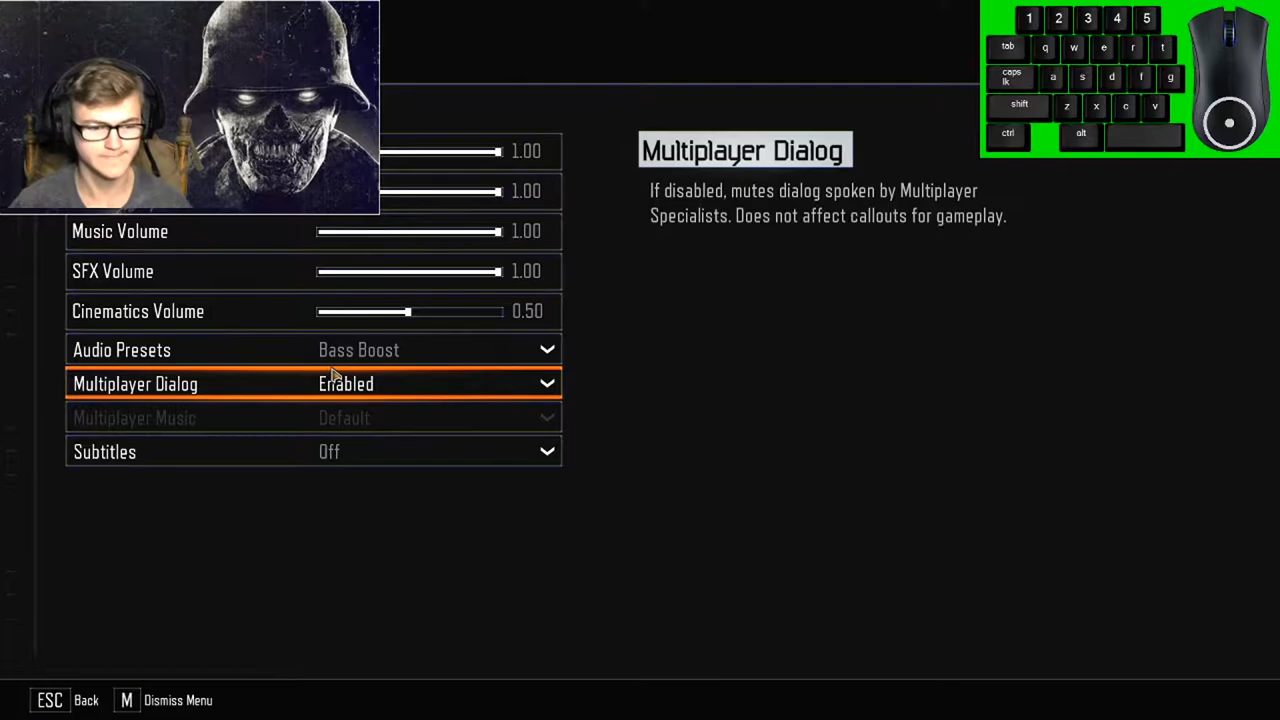 1 2 3 4 5
tab q w e r t
caps lk a s d f g
shift z x c v
ctrl alt
1.00
1.00
Music Volume 1.00
SFX Volume 1.00
Cinematics Volume 0.50
Audio Presets Bass Boost
Multiplayer Dialog Enabled
Multiplayer Music Default
Subtitles Off
Multiplayer Dialog
If disabled, mutes dialog spoken by Multiplayer
Specialists. Does not affect callouts for gameplay.
ESC Back M Dismiss Menu